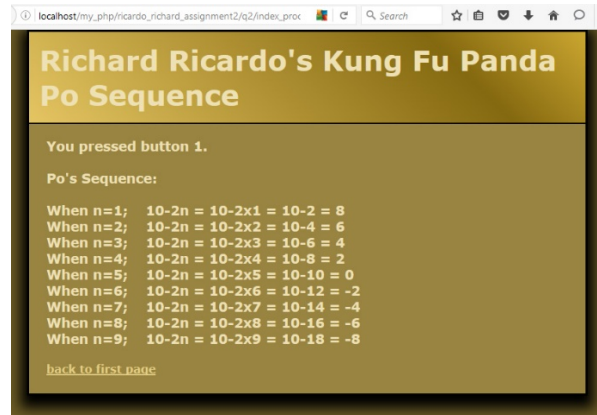 localhost/my_php/ricardo_richard_assignment2/q2/index_proc
Search
Richard Ricardo's Kung Fu Panda
Po Sequence
You pressed button 1.
Po's Sequence:
When n=1; 10-2n = 10-2x1 = 10-2 = 8
When n=2; 10-2n = 10-2x2 = 10-4 = 6
When n=3; 10-2n = 10-2x3 = 10-6 = 4
When n=4; 10-2n = 10-2x4 = 10-8 = 2
When n=5; 10-2n = 10-2x5 = 10-10 = 0
When n=6; 10-2n = 10-2x6 = 10-12 = -2
When n=7; 10-2n = 10-2x7 = 10-14 = -4
When n=8; 10-2n = 10-2x8 = 10-16 = -6
When n=9; 10-2n = 10-2x9 = 10-18 = -8
back to first page